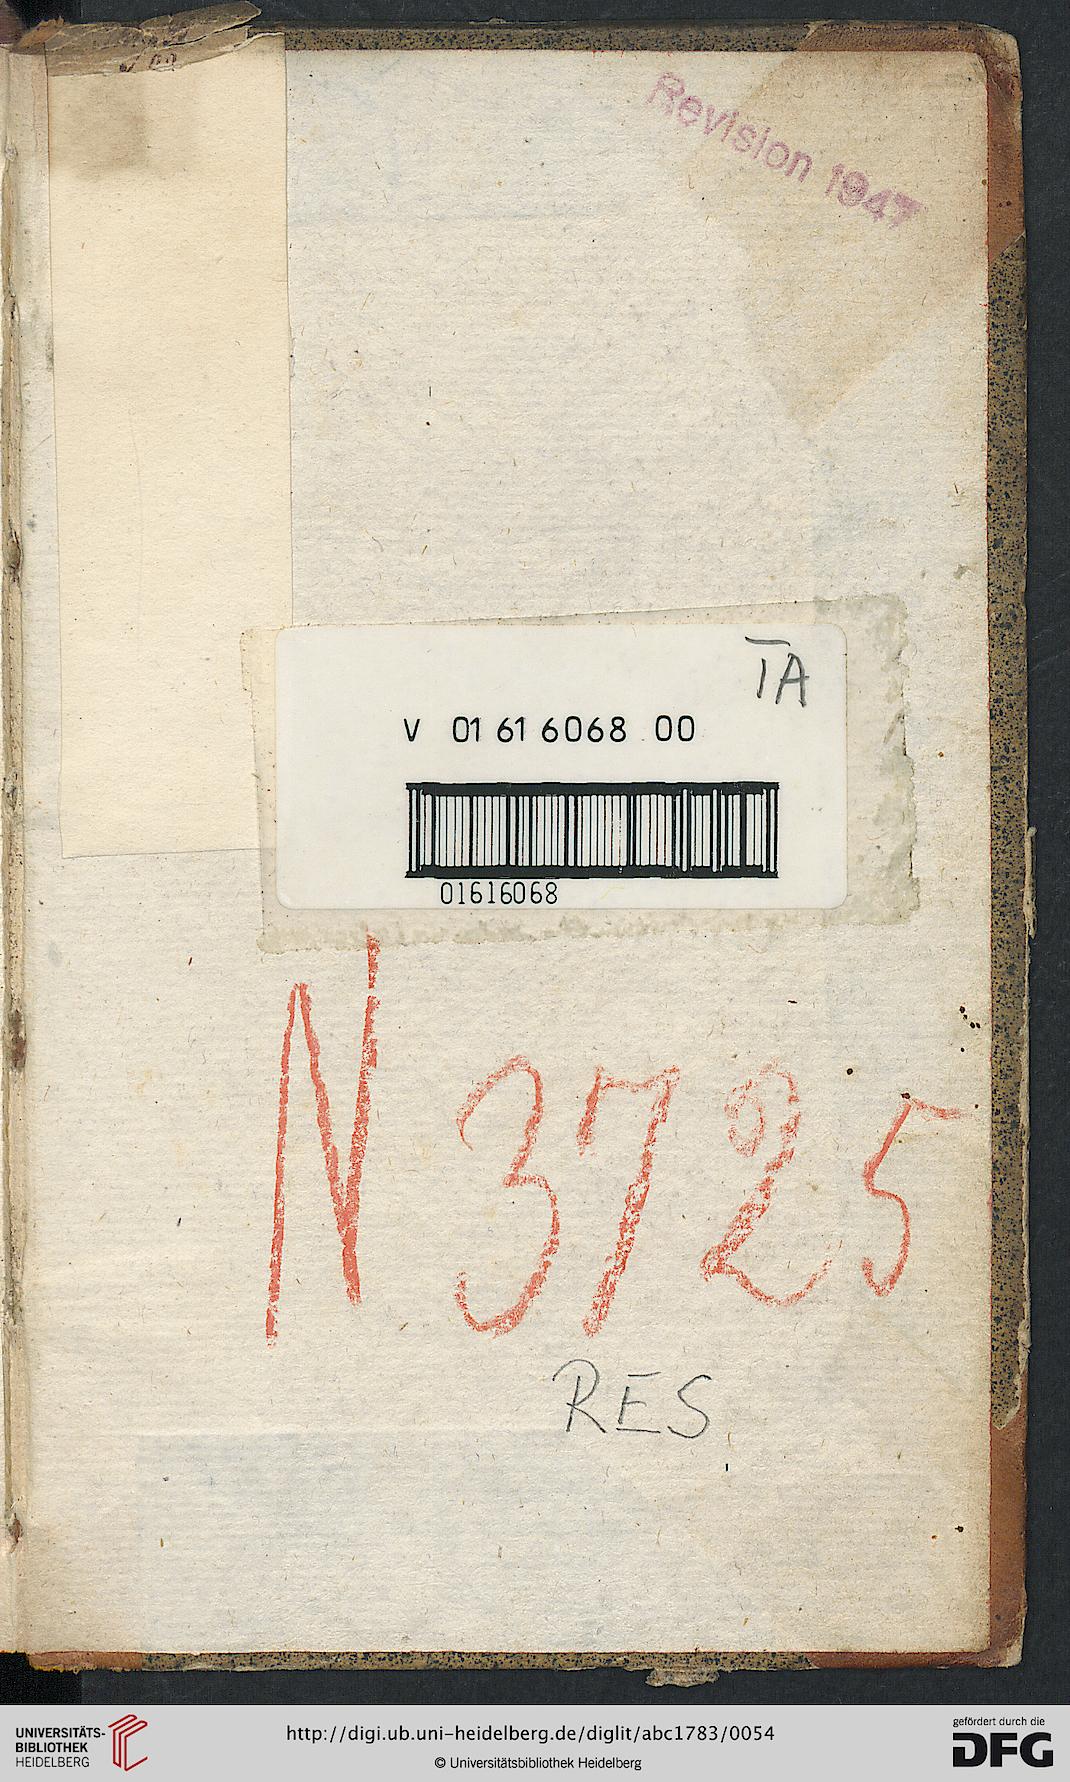 Revision 1947
IA
V 01 61 6068 00
01616068
N 3725
RES
UNIVERSITÄTS-
BIBLIOTHEK
HEIDELBERG
http://digi.ub.uni-heidelberg.de/diglit/abc1783/0054
© Universitätsbibliothek Heidelberg
gefördert durch die
DFG